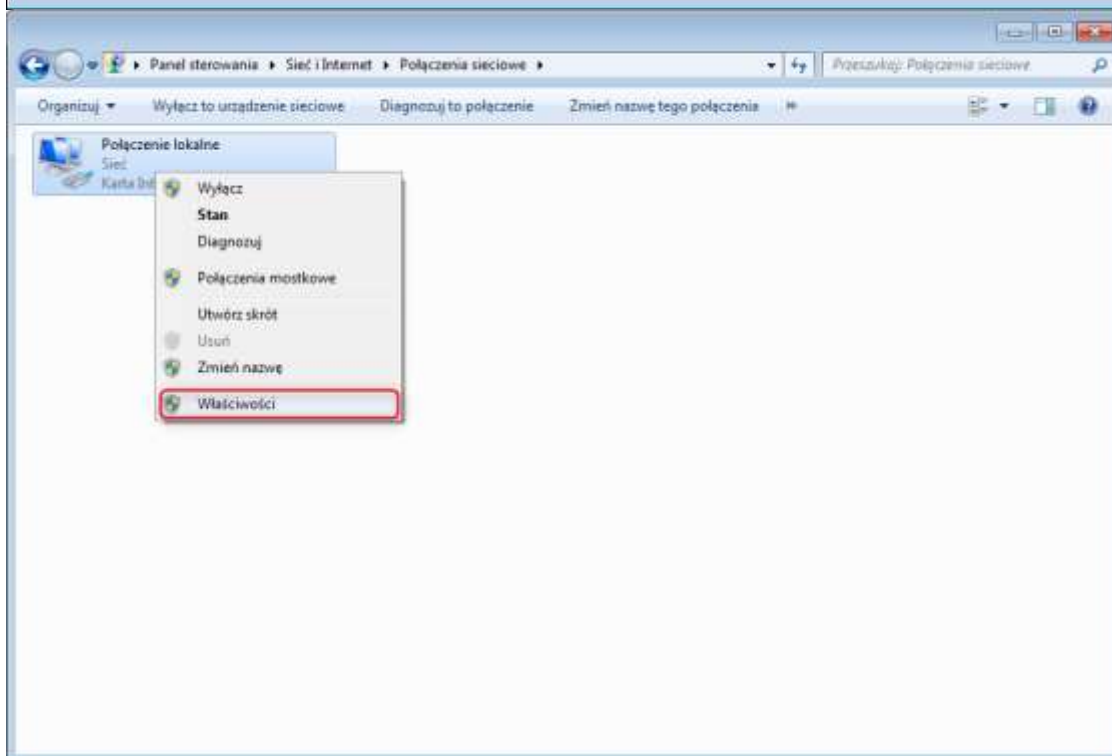 Panel sterowania ▸ Sieć i Internet ▸ Połączenia sieciowe ▸
Przeszukaj: Połączenia sieciowe
Organizuj
Wyłącz to urządzenie sieciowe
Diagnozuj to połączenie
Zmień nazwę tego połączenia
»
Połączenie lokalne
Sieć
Karta
Wyłącz
Stan
Diagnozuj
Połączenia mostkowe
Utwórz skrót
Usuń
Zmień nazwę
Właściwości